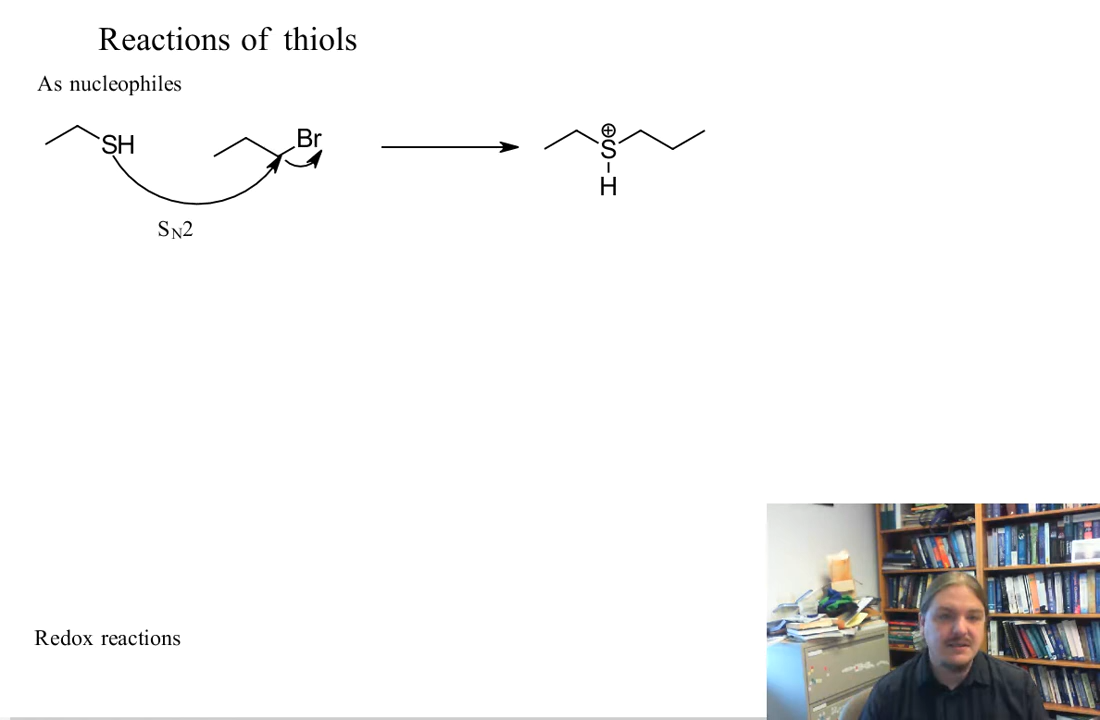 Reactions of thiols
As nucleophiles
SH
Br
⊕
S
H
SN2
Redox reactions